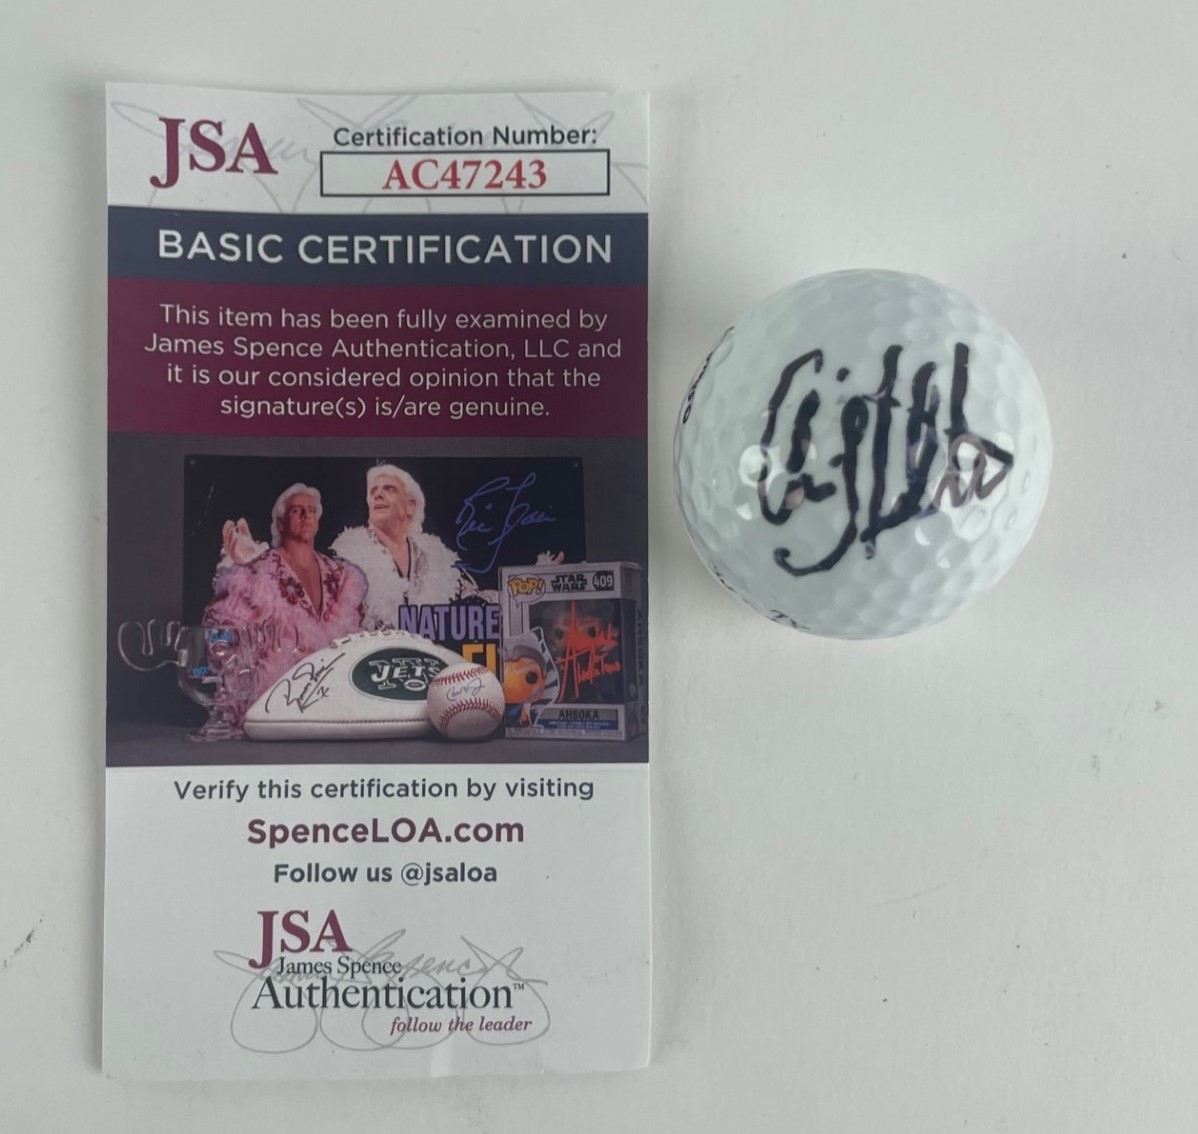 JSA
Certification Number:
AC47243
BASIC CERTIFICATION
This item has been fully examined by
James Spence Authentication, LLC and
it is our considered opinion that the
signature(s) is/are genuine.
NATURE
POP! STAR WARS 409
JETS
AHSOKA
Verify this certification by visiting
SpenceLOA.com
Follow us @jsaloa
JSA
James Spence
Authentication™
follow the leader